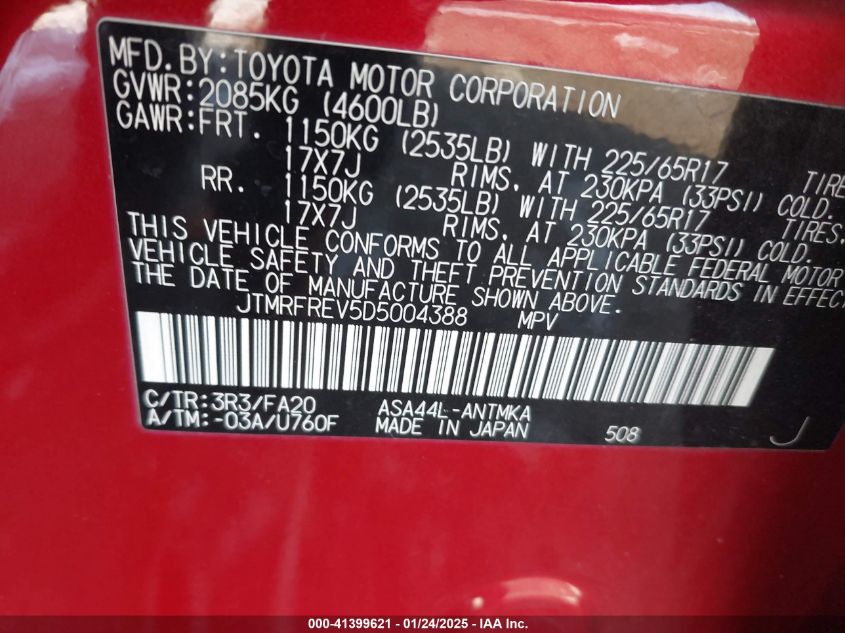 MFD. BY: TOYOTA MOTOR CORPORATION
GVWR: 2085KG (4600LB)
GAWR: FRT. 1150KG (2535LB) WITH 225/65R17 TIRE
17X7J RIMS, AT 230KPA (33PSI) COLD.
RR. 1150KG (2535LB) WITH 225/65R17 TIRES,
17X7J RIMS, AT 230KPA (33PSI) COLD.
THIS VEHICLE CONFORMS TO ALL APPLICABLE FEDERAL MOTOR
VEHICLE SAFETY AND THEFT PREVENTION STANDARDS IN EFFEC
THE DATE OF MANUFACTURE SHOWN ABOVE.
JTMRFREV5D5004388 MPV
C/TR: 3R3/FA20 ASA44L-ANTMKA
A/TM: -03A/U760F MADE IN JAPAN 508 J
000-41399621 - 01/24/2025 - IAA Inc.